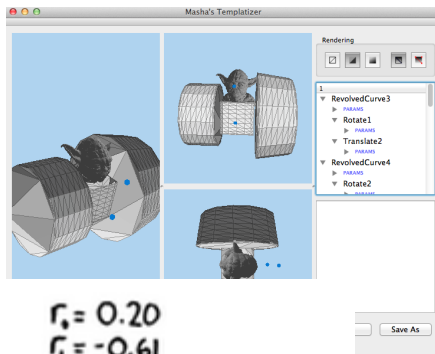 Masha's Templatizer
Rendering
1
RevolvedCurve3
PARAMS
Rotate1
PARAMS
Translate2
PARAMS
RevolvedCurve4
Rotate2
PARAMS
Save As
r₀= 0.20